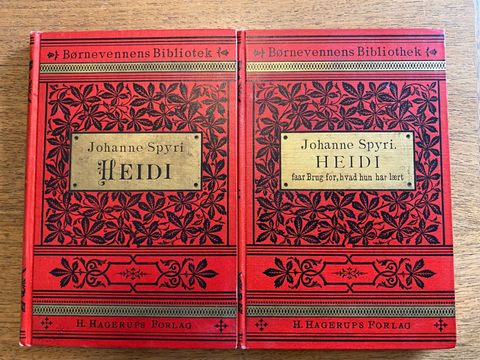 Børnevennens Bibliotek
Johanne Spyri
HEIDI
H. HAGERUPS FORLAG
Børnevennens Bibliothek
Johanne Spyri.
HEIDI
faar Brug for, hvad hun har lært
H. HAGERUPS FORLAG